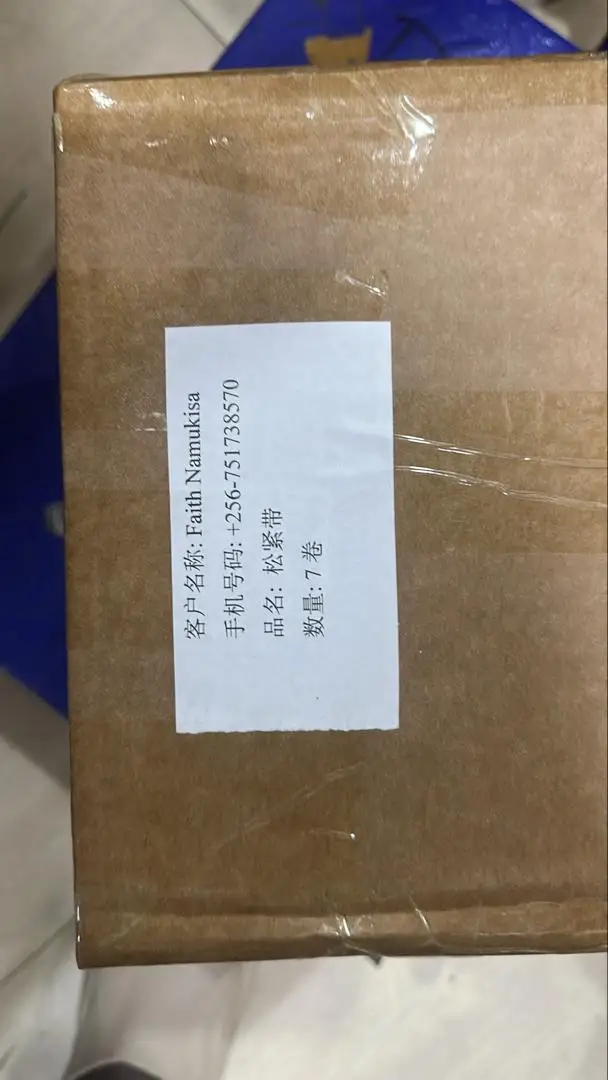 客户名称: Faith Namukisa
手机号码: +256-751738570
品名: 松紧带
数量: 7 卷